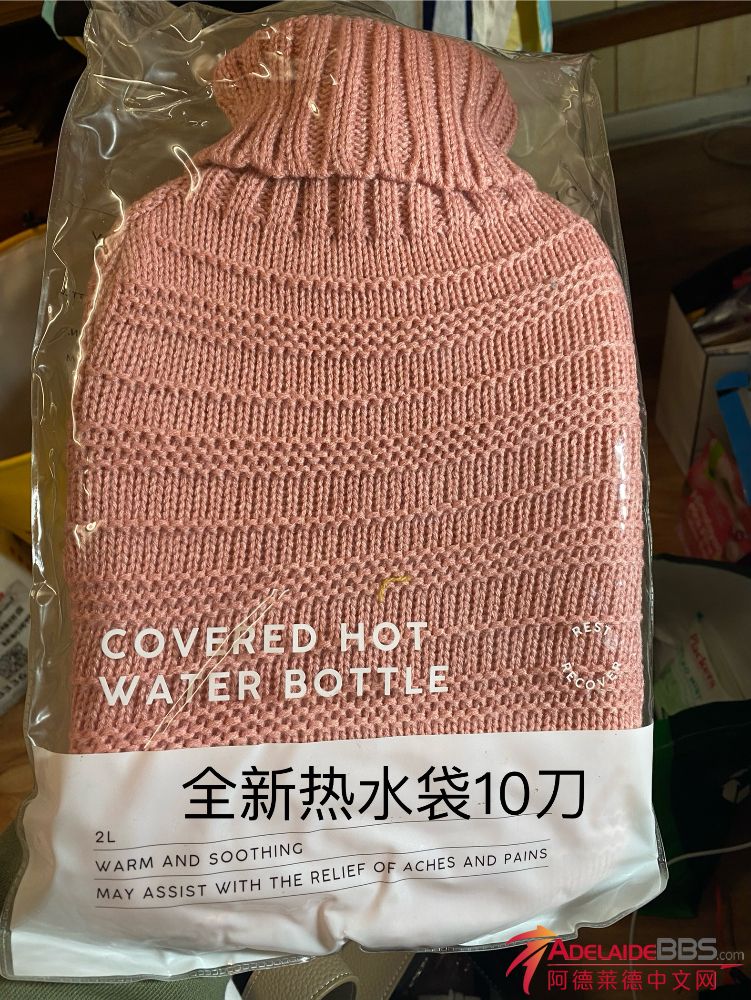 COVERED HOT
WATER BOTTLE
REST &
RECOVER
全新热水袋10刀
2L
WARM AND SOOTHING
MAY ASSIST WITH THE RELIEF OF ACHES AND PAINS
ADELAIDEBBS.com
阿德莱德中文网